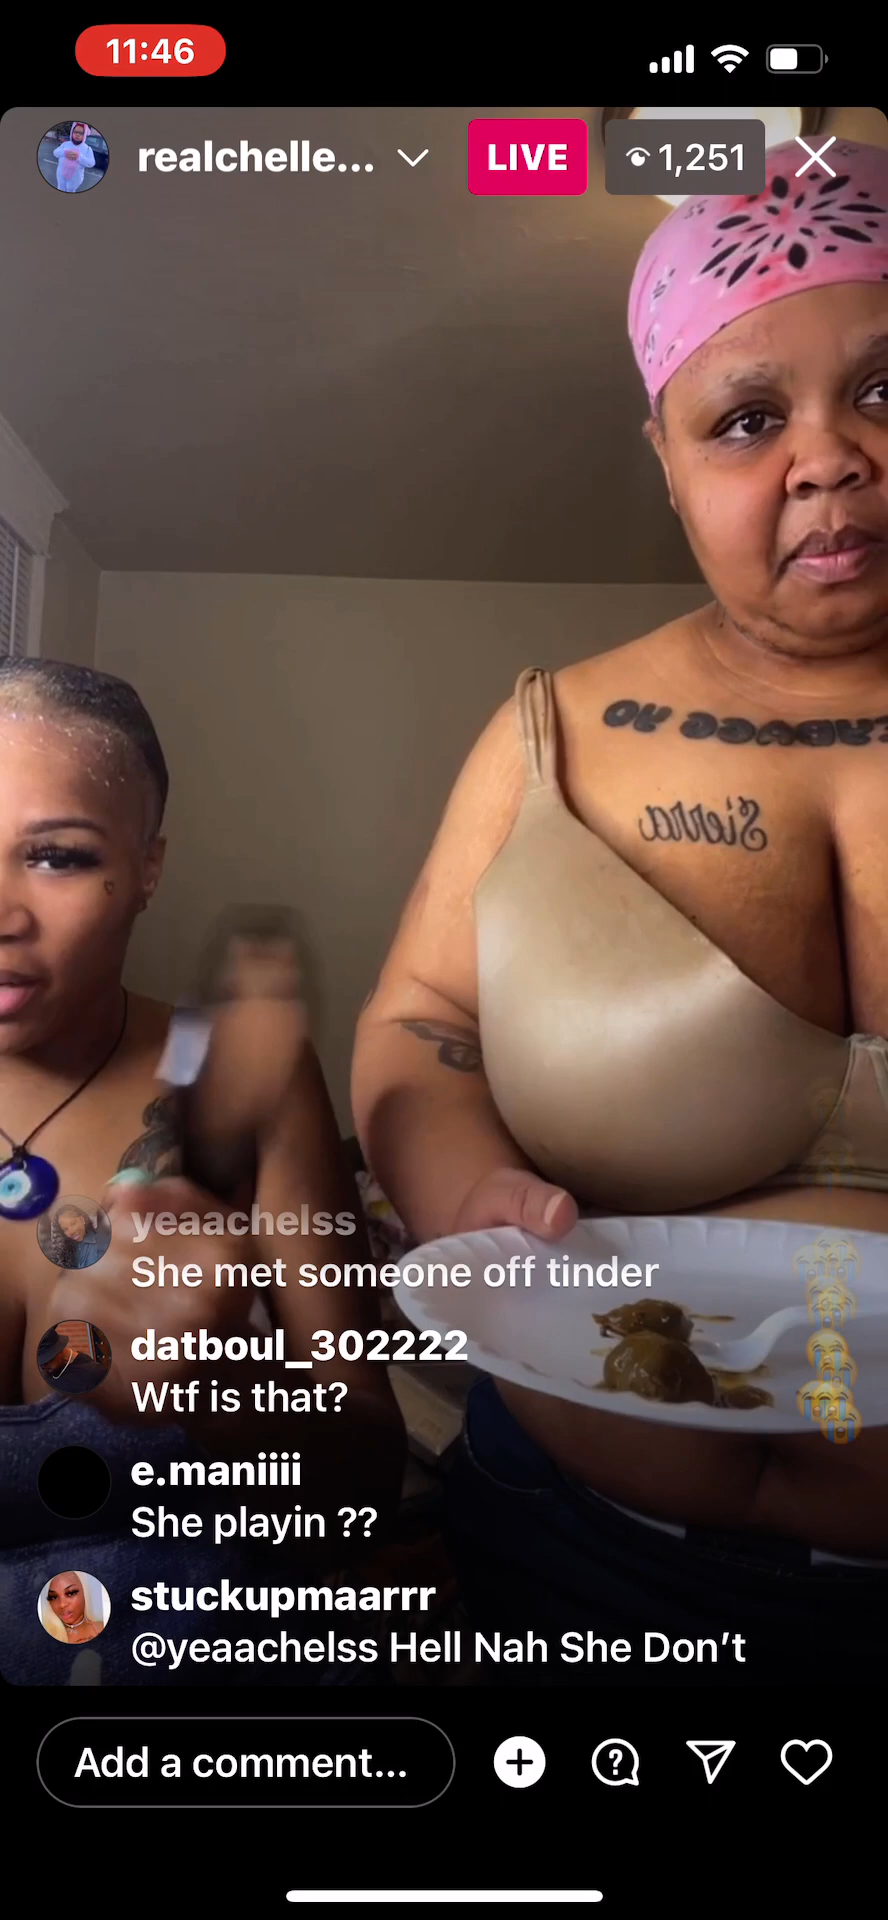 11:46
realchelle...
LIVE
1,251
Sierra
yeaachelss
She met someone off tinder
datboul_302222
Wtf is that?
e.maniiii
She playin ??
stuckupmaarrr
@yeaachelss Hell Nah She Don’t
Add a comment...